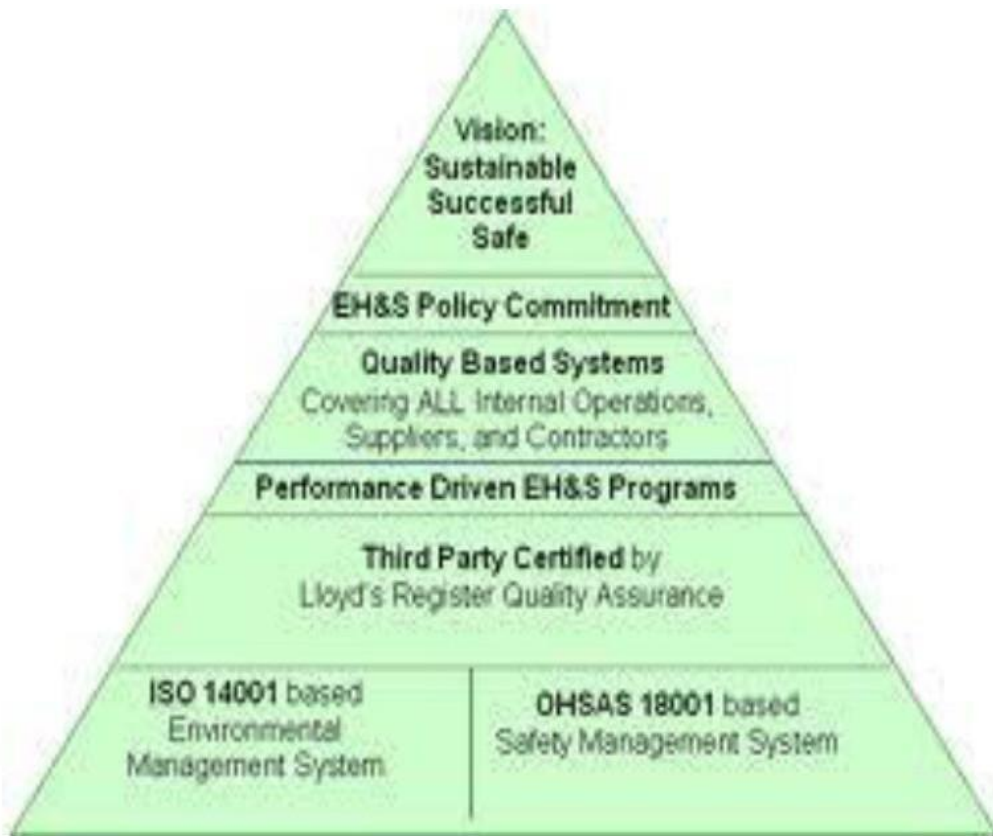 Vision:
Sustainable
Successful
Safe
EH&S Policy Commitment
Quality Based Systems
Covering ALL Internal Operations,
Suppliers, and Contractors
Performance Driven EH&S Programs
Third Party Certified by
Lloyd's Register Quality Assurance
ISO 14001 based
Environmental
Management System
OHSAS 18001 based
Safety Management System